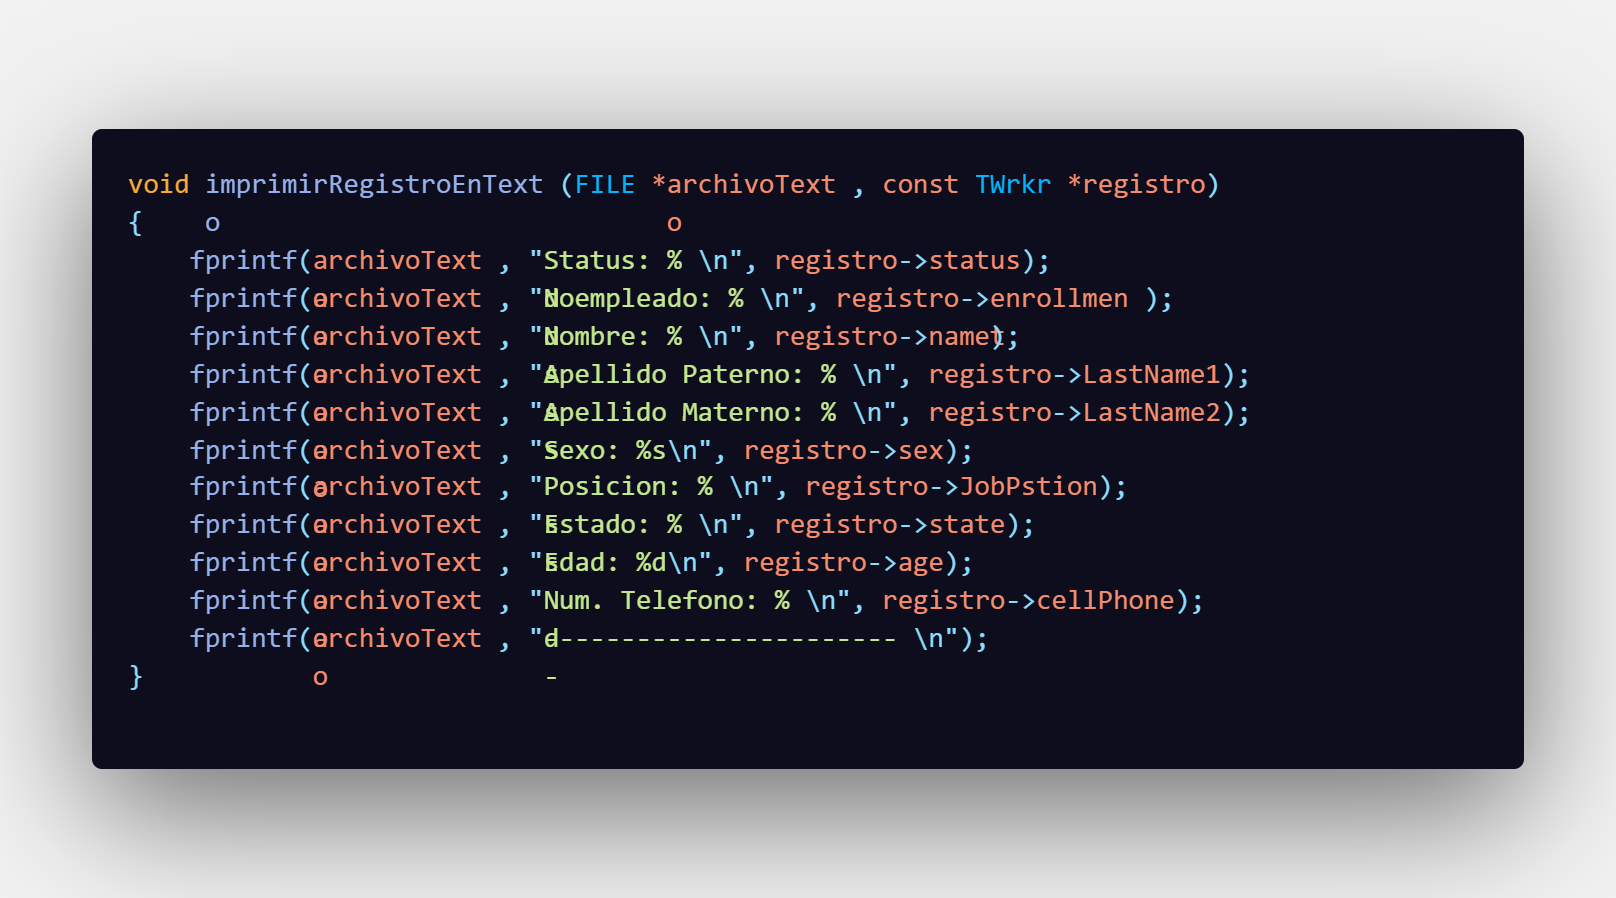 void imprimirRegistroEnText (FILE *archivoText , const TWrkr *registro)
{ o o
fprintf(archivoText , "Status: % \n", registro->status);
fprintf(archivoText , "Noempleado: % \n", registro->enrollmen );
fprintf(archivoText , "Nombre: % \n", registro->name);
fprintf(archivoText , "Apellido Paterno: % \n", registro->LastName1);
fprintf(archivoText , "Apellido Materno: % \n", registro->LastName2);
fprintf(archivoText , "Sexo: %s\n", registro->sex);
fprintf(archivoText , "Posicion: % \n", registro->JobPstion);
fprintf(archivoText , "Estado: % \n", registro->state);
fprintf(archivoText , "Edad: %d\n", registro->age);
fprintf(archivoText , "Num. Telefono: % \n", registro->cellPhone);
fprintf(archivoText , "----------------------- \n");
} o -